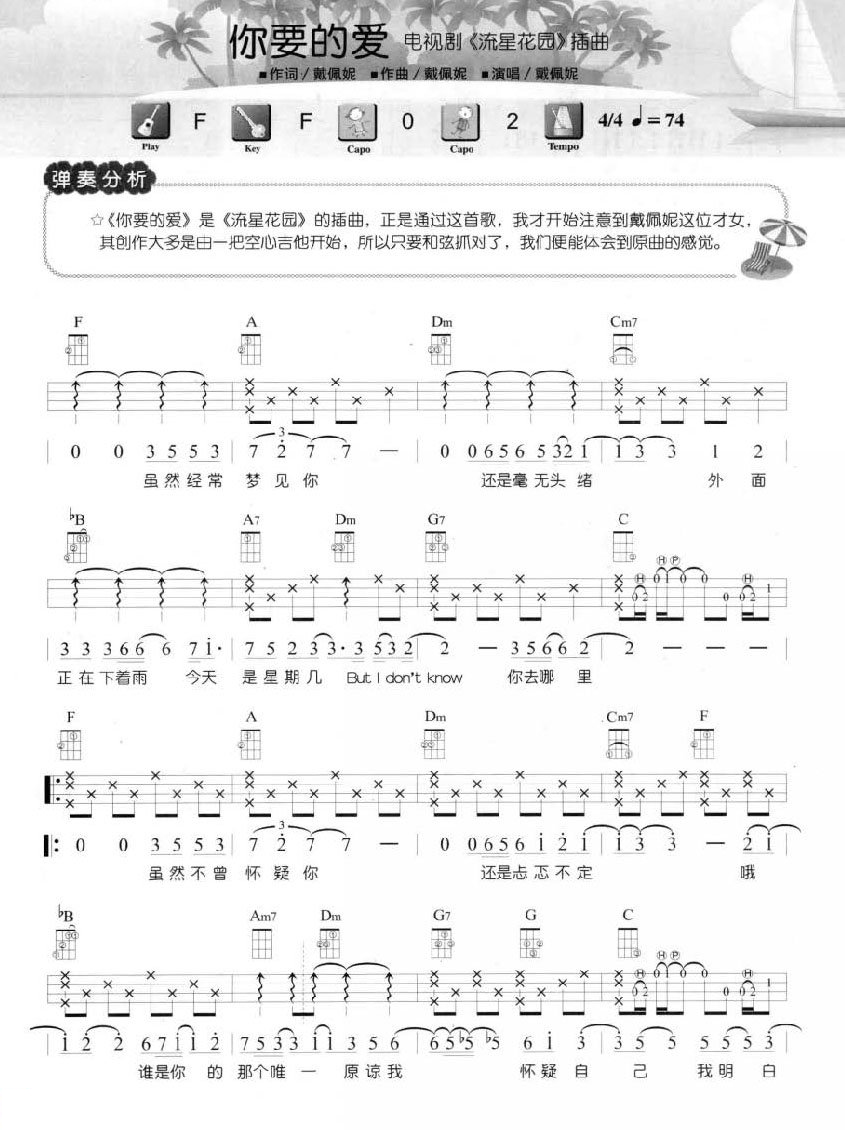 你要的爱 电视剧《流星花园》插曲
■作词/戴佩妮 ■作曲/戴佩妮 ■演唱/戴佩妮
F F 0 2 4/4 ♩=74
Play Key Capo Capo Tempo
弹奏分析
☆《你要的爱》是《流星花园》的插曲，正是通过这首歌，我才开始注意到戴佩妮这位才女，
其创作大多是由一把空心吉他开始，所以只要和弦抓对了，我们便能体会到原曲的感觉。
F A Dm Cm7
0 0 3 5 5 3 | 7 2 7 7 — | 0 0 6 5 6 5 3 2 1 | 1 3 3 1 2
虽然经常 梦见你 还是毫无头绪 外面
♭B A7 Dm G7 C
3 3 3 6 6 6 7 1· | 7 5 2 3 3· 3 5 3 2 | 2 — 3 5 6 6 2 | 2 — — —
正在下着雨 今天 是星期几 But I don't know 你去哪里
F A Dm Cm7 F
0 0 3 5 5 3 | 7 2 7 7 — | 0 0 6 5 6 1 2 1 | 1 3 3 — 2 1
虽然不曾 怀疑你 还是忐忑不定 哦
♭B Am7 Dm G7 G C
1 2 2 6 7 1 1 2 | 7 5 3 3 1 1 3 5 6 | 6 5 ♭5 ♭5 6 1 3 | 3 5 5 5 5 3
谁是你的 那个唯一 原谅我 怀疑自己 我明白